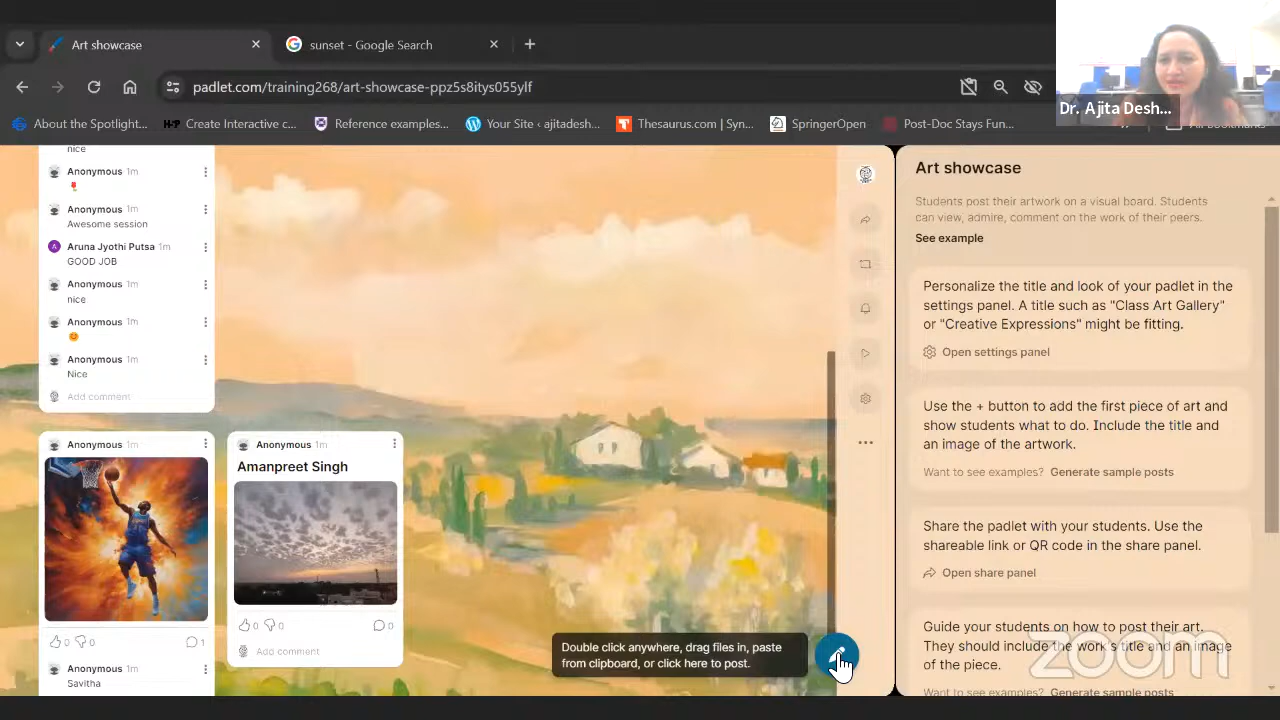 Art showcase
sunset - Google Search
padlet.com/training268/art-showcase-ppz5s8itys055ylf
About the Spotlight...
H-P
Create Interactive c...
Reference examples...
Your Site ‹ ajitadesh...
Thesaurus.com | Syn...
SpringerOpen
Post-Doc Stays Fun...
Dr. Ajita Desh...
nice
Anonymous 1m
Anonymous 1m
Awesome session
A
Aruna Jyothi Putsa 1m
GOOD JOB
Anonymous 1m
nice
Anonymous 1m
Anonymous 1m
Nice
Add comment
Anonymous 1m
0 0 1
Anonymous 1m
Savitha
Anonymous 1m
Amanpreet Singh
0 0 0
Add comment
Double click anywhere, drag files in, paste
from clipboard, or click here to post.
Art showcase
Students post their artwork on a visual board. Students
can view, admire, comment on the work of their peers.
See example
Personalize the title and look of your padlet in the
settings panel. A title such as "Class Art Gallery"
or "Creative Expressions" might be fitting.
Open settings panel
Use the + button to add the first piece of art and
show students what to do. Include the title and
an image of the artwork.
Want to see examples? Generate sample posts
Share the padlet with your students. Use the
shareable link or QR code in the share panel.
Open share panel
Guide your students on how to post their art.
They should include the work's title and an image
of the piece.
Want to see examples? Generate sample posts
zoom